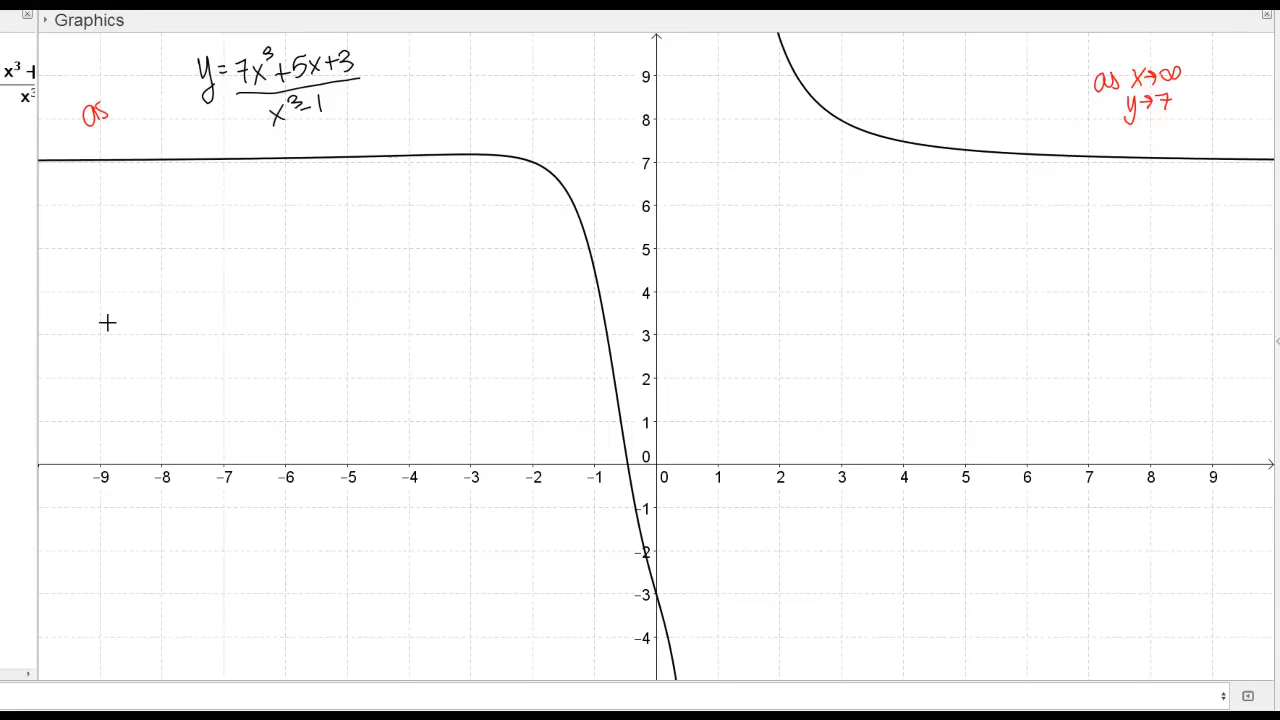 Graphics
x³ +
x³
y = 7x³+5x+3
x³-1
as x→∞
y→7
as
9
8
7
6
5
4
3
2
1
0
−9 −8 −7 −6 −5 −4 −3 −2 −1 0 1 2 3 4 5 6 7 8 9
−1
−2
−3
−4